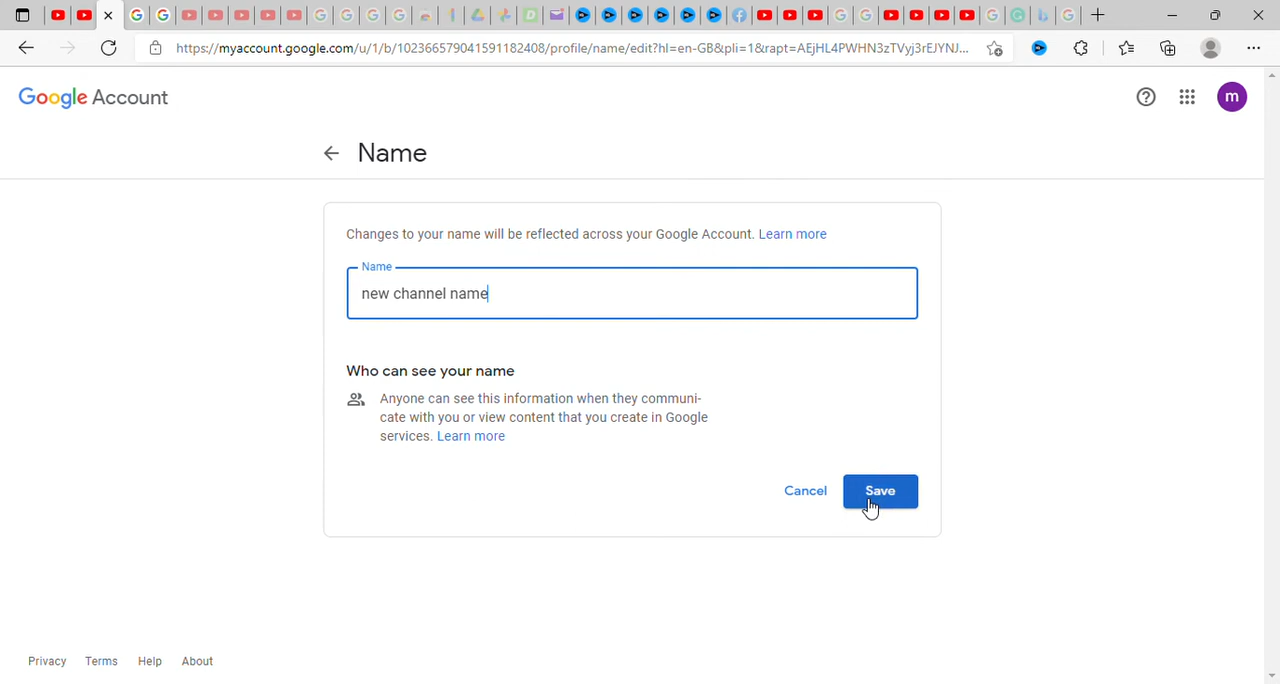 https://myaccount.google.com/u/1/b/102366579041591182408/profile/name/edit?hl=en-GB&pli=1&rapt=AEjHL4PWHN3zTVyj3rEJYNJ...
Google Account
m
Name
Changes to your name will be reflected across your Google Account. Learn more
Name
new channel name
Who can see your name
Anyone can see this information when they communi-
cate with you or view content that you create in Google
services. Learn more
Cancel
Save
Privacy
Terms
Help
About